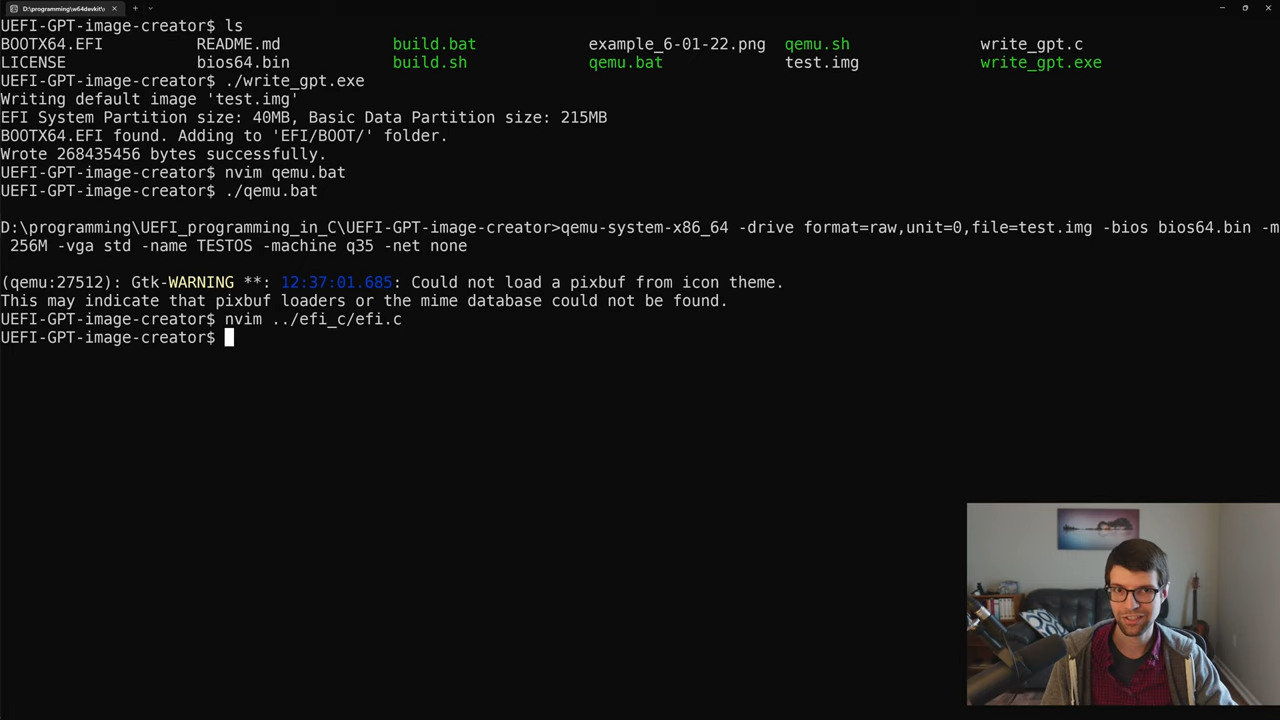 D:\programming\w64devkit\
UEFI-GPT-image-creator$ ls
BOOTX64.EFI README.md build.bat example_6-01-22.png qemu.sh write_gpt.c
LICENSE bios64.bin build.sh qemu.bat test.img write_gpt.exe
UEFI-GPT-image-creator$ ./write_gpt.exe
Writing default image 'test.img'
EFI System Partition size: 40MB, Basic Data Partition size: 215MB
BOOTX64.EFI found. Adding to 'EFI/BOOT/' folder.
Wrote 268435456 bytes successfully.
UEFI-GPT-image-creator$ nvim qemu.bat
UEFI-GPT-image-creator$ ./qemu.bat
D:\programming\UEFI_programming_in_C\UEFI-GPT-image-creator>qemu-system-x86_64 -drive format=raw,unit=0,file=test.img -bios bios64.bin -m
256M -vga std -name TESTOS -machine q35 -net none
(qemu:27512): Gtk-WARNING **: 12:37:01.685: Could not load a pixbuf from icon theme.
This may indicate that pixbuf loaders or the mime database could not be found.
UEFI-GPT-image-creator$ nvim ../efi_c/efi.c
UEFI-GPT-image-creator$